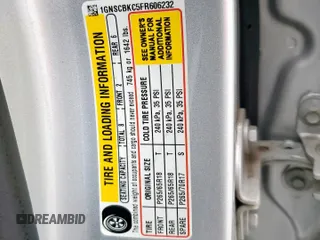 1GNSCBKC5FR606232
TIRE AND LOADING INFORMATION
SEATING CAPACITY TOTAL 8 FRONT 2 REAR 6
The combined weight of occupants and cargo should never exceed 745 kg or 1642 lbs.
TIRE ORIGINAL SIZE COLD TIRE PRESSURE
FRONT P265/65R18 T 240 kPa, 35 PSI
REAR P265/65R18 T 240 kPa, 35 PSI
SPARE P265/70R17 S 240 kPa, 35 PSI
SEE OWNER'S
MANUAL FOR
ADDITIONAL
INFORMATION
DREAMBID